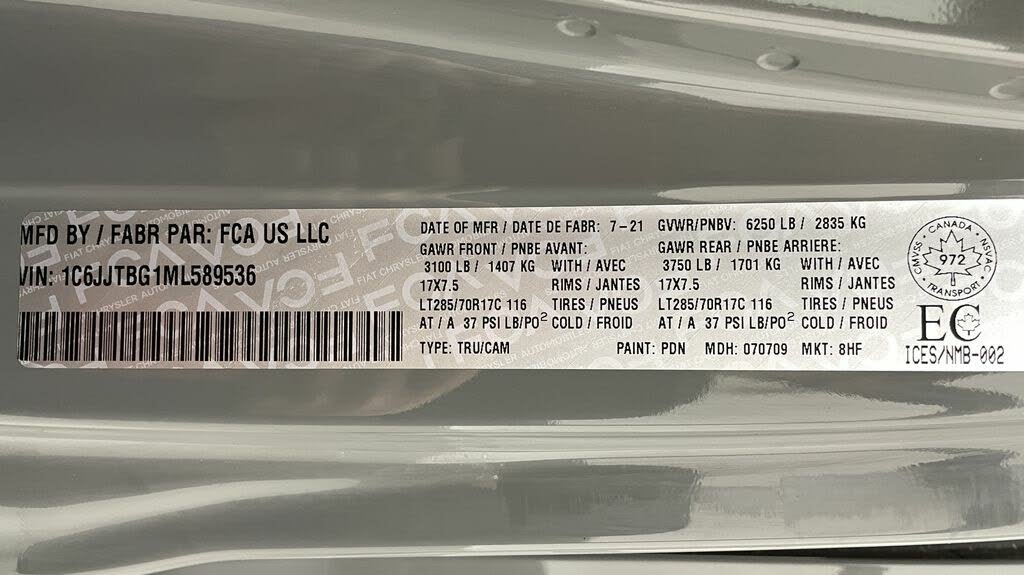 MFD BY / FABR PAR: FCA US LLC
VIN: 1C6JJTBG1ML589536
DATE OF MFR / DATE DE FABR: 7-21 GVWR/PNBV: 6250 LB / 2835 KG
GAWR FRONT / PNBE AVANT: GAWR REAR / PNBE ARRIERE:
3100 LB / 1407 KG WITH / AVEC 3750 LB / 1701 KG WITH / AVEC
17X7.5 RIMS / JANTES 17X7.5 RIMS / JANTES
LT285/70R17C 116 TIRES / PNEUS LT285/70R17C 116 TIRES / PNEUS
AT / A 37 PSI LB/PO² COLD / FROID AT / A 37 PSI LB/PO² COLD / FROID
TYPE: TRU/CAM PAINT: PDN MDH: 070709 MKT: 8HF
CANADA
CMVSS 972 NSVAC
TRANSPORT
EC
ICES/NMB-002